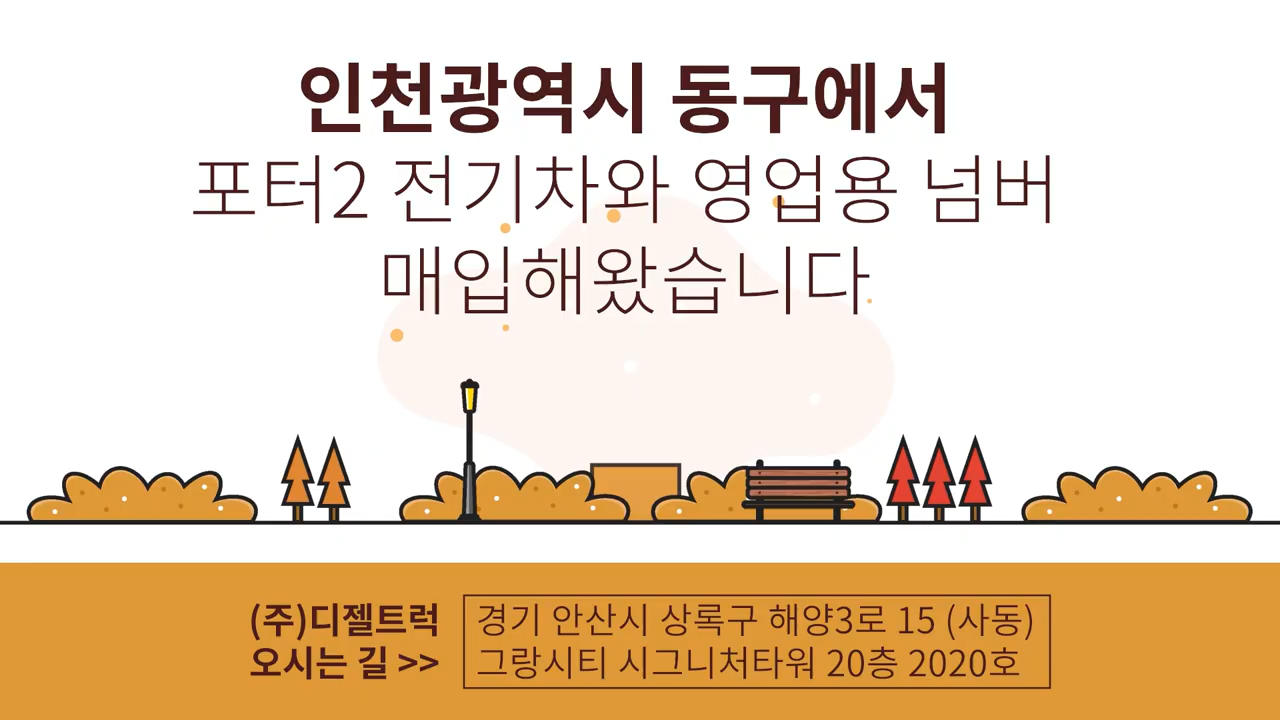 인천광역시 동구에서
포터2 전기차와 영업용 넘버
매입해왔습니다
(주)디젤트럭
오시는 길 >>
경기 안산시 상록구 해양3로 15 (사동)
그랑시티 시그니처타워 20층 2020호